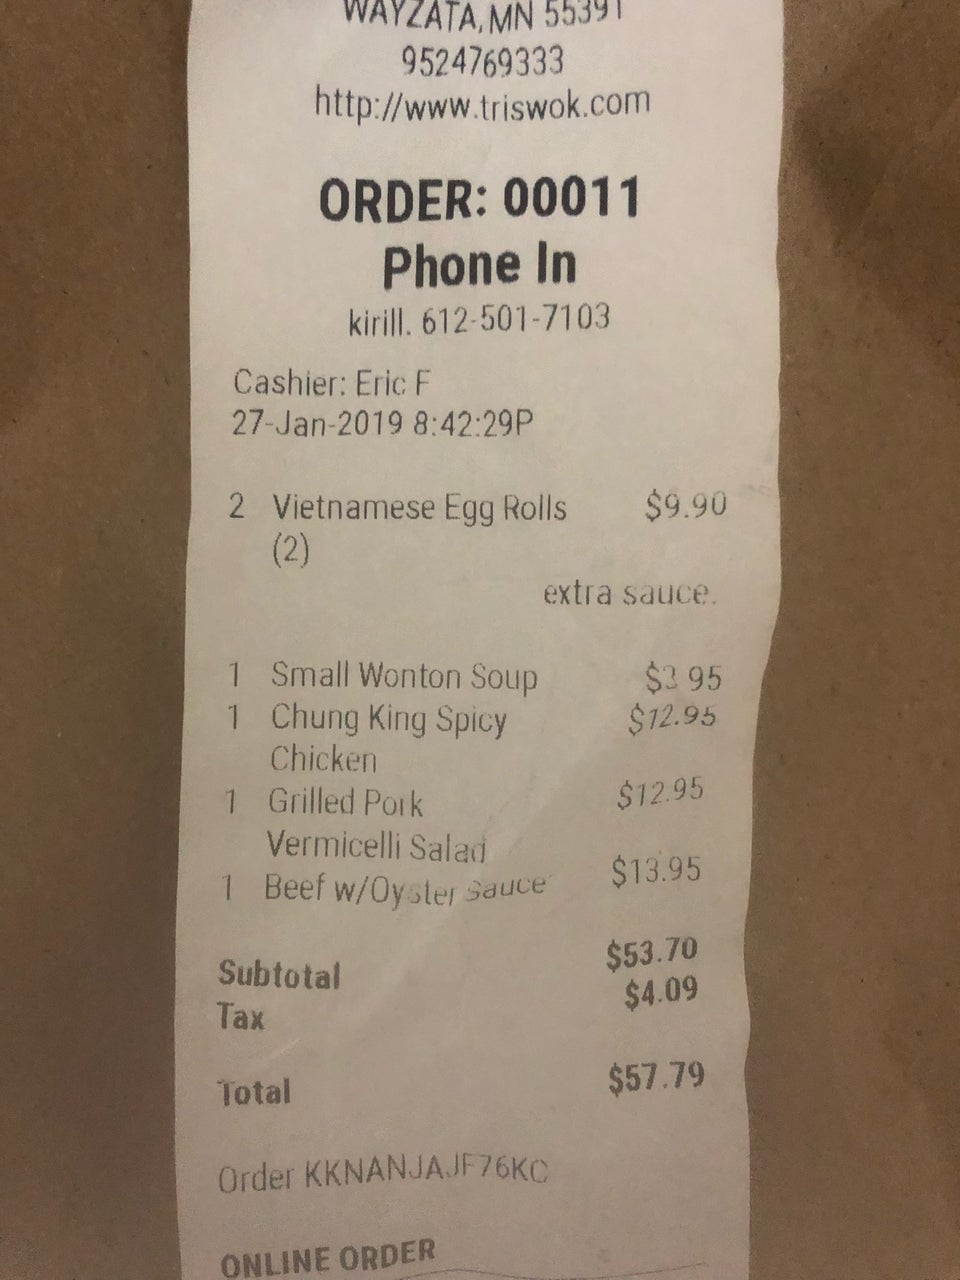 WAYZATA, MN 55391
9524769333
http://www.triswok.com
ORDER: 00011
Phone In
kirill. 612-501-7103
Cashier: Eric F
27-Jan-2019 8:42:29P
2 Vietnamese Egg Rolls $9.90
(2)
extra sauce.
1 Small Wonton Soup $3.95
1 Chung King Spicy $12.95
Chicken
1 Grilled Pork $12.95
Vermicelli Salad
1 Beef w/Oyster Sauce $13.95
Subtotal $53.70
Tax $4.09
Total $57.79
Order KKNANJAJF76KC
ONLINE ORDER